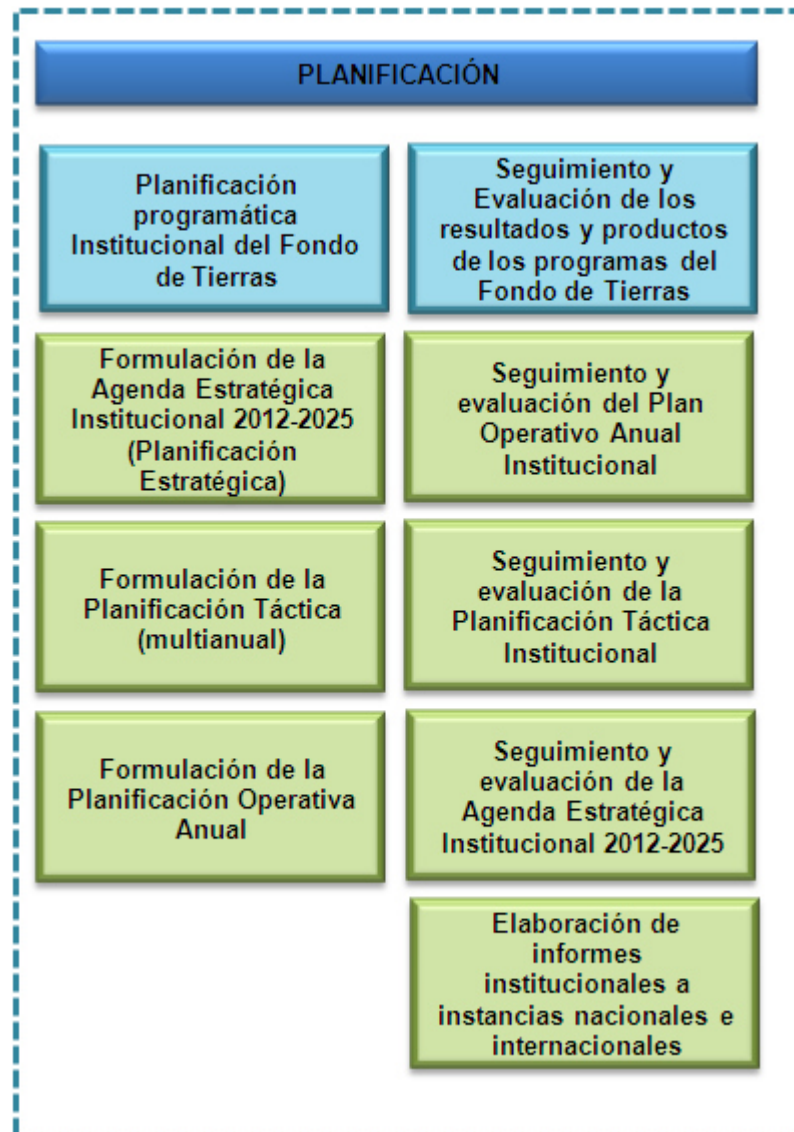 PLANIFICACIÓN
Planificación
programática
Institucional del Fondo
de Tierras
Seguimiento y
Evaluación de los
resultados y productos
de los programas del
Fondo de Tierras
Formulación de la
Agenda Estratégica
Institucional 2012-2025
(Planificación
Estratégica)
Seguimiento y
evaluación del Plan
Operativo Anual
Institucional
Formulación de la
Planificación Táctica
(multianual)
Seguimiento y
evaluación de la
Planificación Táctica
Institucional
Formulación de la
Planificación Operativa
Anual
Seguimiento y
evaluación de la
Agenda Estratégica
Institucional 2012-2025
Elaboración de
informes
institucionales a
instancias nacionales e
internacionales